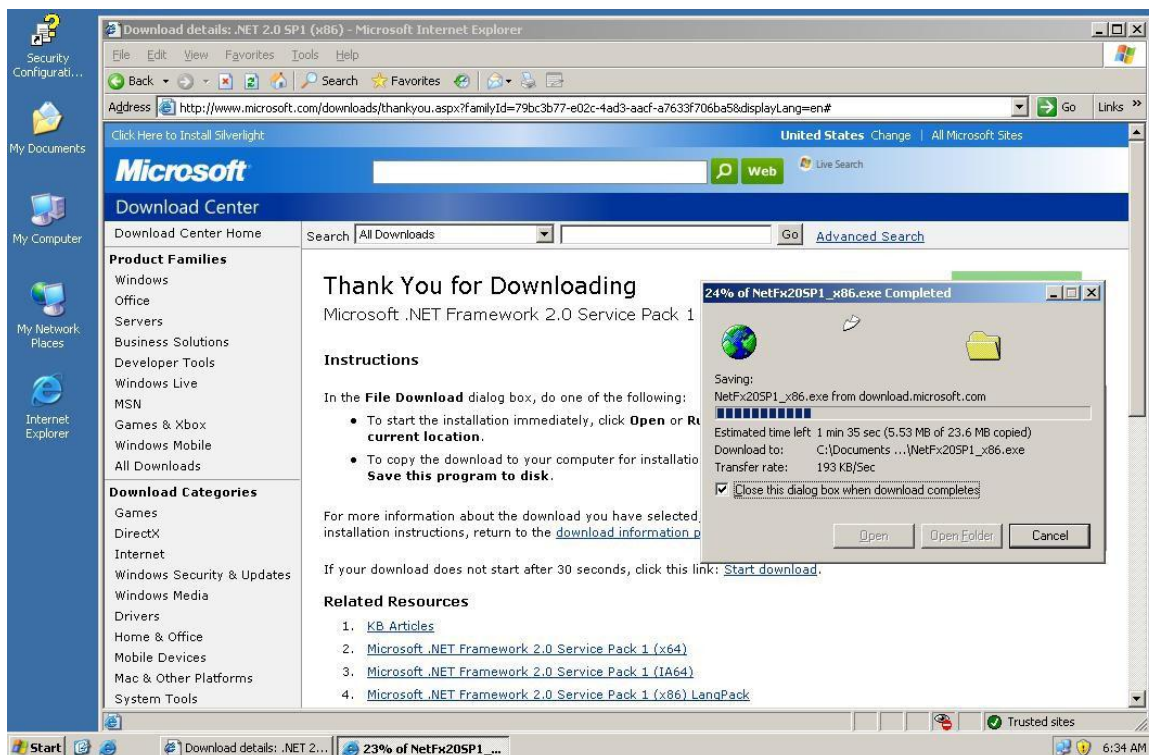 Security
Configurati...
My Documents
My Computer
My Network
Places
Internet
Explorer
Download details: .NET 2.0 SP1 (x86) - Microsoft Internet Explorer
File Edit View Favorites Tools Help
Back Search Favorites
Address http://www.microsoft.com/downloads/thankyou.aspx?familyId=79bc3b77-e02c-4ad3-aacf-a7633f706ba5&displayLang=en# Go Links »
Click Here to Install Silverlight United States Change | All Microsoft Sites
Microsoft Web Live Search
Download Center
Download Center Home
Search All Downloads Go Advanced Search
Product Families
Windows
Office
Servers
Business Solutions
Developer Tools
Windows Live
MSN
Games & Xbox
Windows Mobile
All Downloads
Download Categories
Games
DirectX
Internet
Windows Security & Updates
Windows Media
Drivers
Home & Office
Mobile Devices
Mac & Other Platforms
System Tools
Thank You for Downloading
Microsoft .NET Framework 2.0 Service Pack 1
Instructions
In the File Download dialog box, do one of the following:
• To start the installation immediately, click Open or Ru
current location.
• To copy the download to your computer for installatio
Save this program to disk.
For more information about the download you have selected,
installation instructions, return to the download information p
If your download does not start after 30 seconds, click this link: Start download.
Related Resources
1. KB Articles
2. Microsoft .NET Framework 2.0 Service Pack 1 (x64)
3. Microsoft .NET Framework 2.0 Service Pack 1 (IA64)
4. Microsoft .NET Framework 2.0 Service Pack 1 (x86) LangPack
24% of NetFx20SP1_x86.exe Completed
Saving:
NetFx20SP1_x86.exe from download.microsoft.com
Estimated time left 1 min 35 sec (5.53 MB of 23.6 MB copied)
Download to: C:\Documents ...\NetFx20SP1_x86.exe
Transfer rate: 193 KB/Sec
Close this dialog box when download completes
Open Open Folder Cancel
Trusted sites
Start Download details: .NET 2... 23% of NetFx20SP1_... 6:34 AM